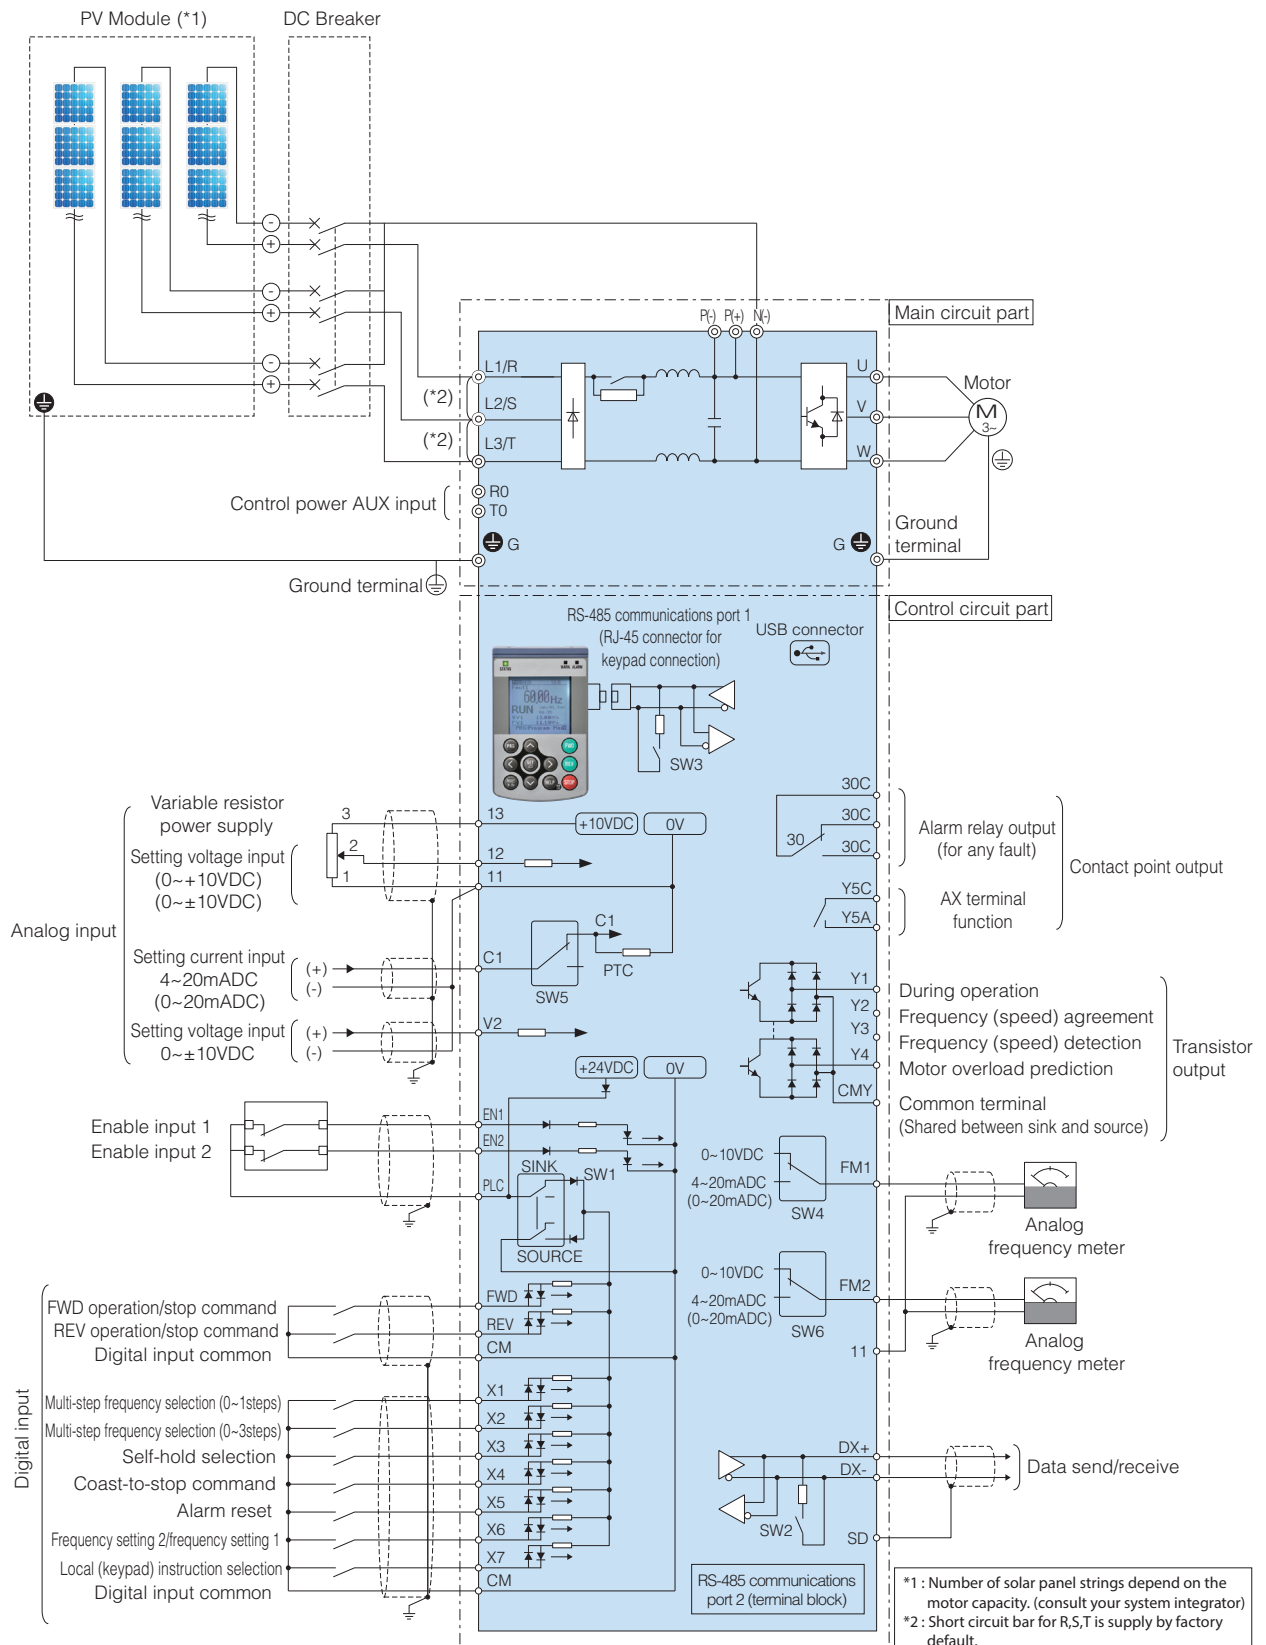 PV Module (*1)
DC Breaker
-
+
-
+
-
+
P(-) P(+) N(-)
Main circuit part
L1/R
(*2)
L2/S
(*2)
L3/T
U
V
W
Motor
M
3~
Control power AUX input
R0
T0
G
G
Ground
terminal
Ground terminal
Control circuit part
RS-485 communications port 1
(RJ-45 connector for
keypad connection)
USB connector
60.00 Hz
RUN
PRG
FWD
REV
STOP
SW3
Variable resistor
power supply
3
13
+10VDC
0V
Setting voltage input
(0~+10VDC)
(0~±10VDC)
2
12
1
11
Analog input
Setting current input
4~20mADC
(0~20mADC)
(+)
(-)
C1
C1
PTC
SW5
Setting voltage input
0~±10VDC
(+)
(-)
V2
30C
30C
30
30C
Alarm relay output
(for any fault)
Contact point output
Y5C
Y5A
AX terminal
function
Y1
During operation
Y2
Frequency (speed) agreement
Y3
Frequency (speed) detection
Y4
Motor overload prediction
Transistor
output
CMY
Common terminal
(Shared between sink and source)
+24VDC
0V
Enable input 1
Enable input 2
EN1
EN2
PLC
SINK
SW1
SOURCE
0~10VDC
4~20mADC
(0~20mADC)
SW4
FM1
Analog
frequency meter
0~10VDC
4~20mADC
(0~20mADC)
SW6
FM2
11
Analog
frequency meter
Digital input
FWD operation/stop command
FWD
REV operation/stop command
REV
Digital input common
CM
Multi-step frequency selection (0~1steps)
X1
Multi-step frequency selection (0~3steps)
X2
Self-hold selection
X3
Coast-to-stop command
X4
Alarm reset
X5
Frequency setting 2/frequency setting 1
X6
Local (keypad) instruction selection
X7
Digital input common
CM
DX+
DX-
Data send/receive
SW2
SD
RS-485 communications
port 2 (terminal block)
*1 : Number of solar panel strings depend on the
motor capacity. (consult your system integrator)
*2 : Short circuit bar for R,S,T is supply by factory
default.